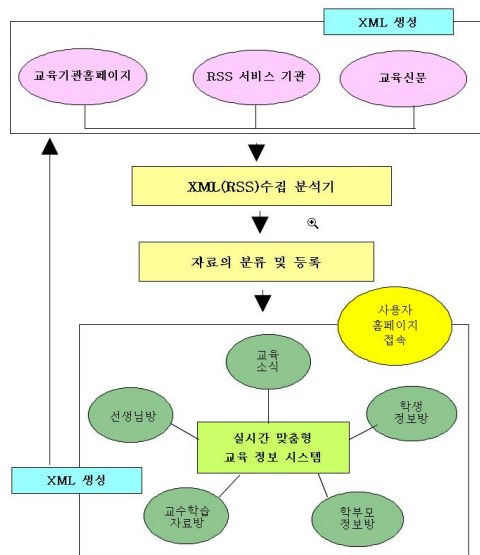 XML 생성
교육기관홈페이지
RSS 서비스 기관
교육신문
XML(RSS)수집 분석기
자료의 분류 및 등록
사용자
홈페이지
접속
교육
소식
선생님방
학생
정보방
실시간 맞춤형
교육 정보 시스템
XML 생성
교수학습
자료방
학부모
정보방